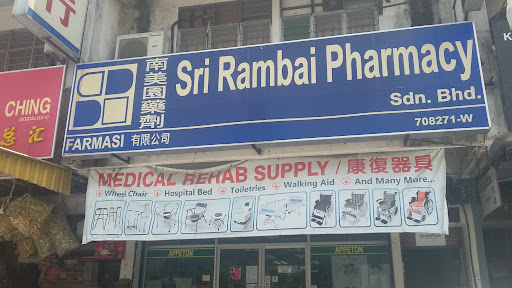 行
CHING
南美園藥劑
Sri Rambai Pharmacy
Sdn. Bhd.
FARMASI 有限公司
708271-W
MEDICAL REHAB SUPPLY / 康復器具
Wheel Chair Hospital Bed Toiletries Walking Aid And Many More...
APPETON APPETON
K